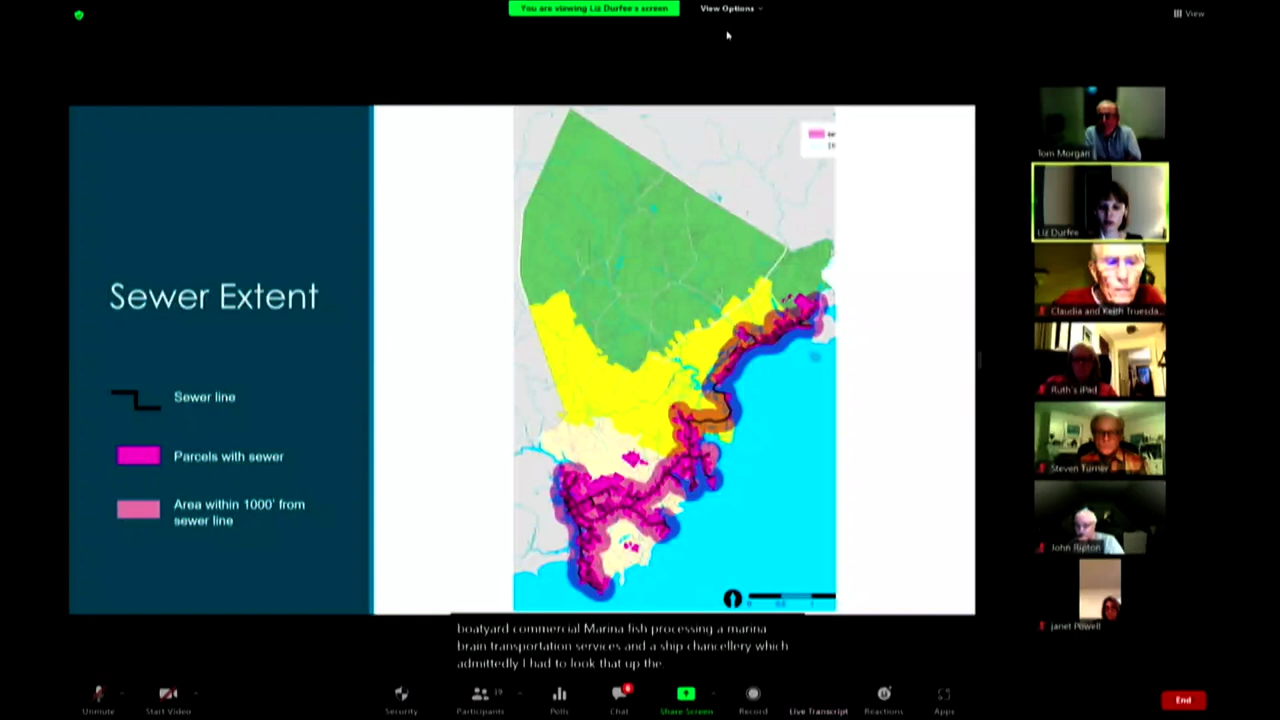 You are viewing Liz Durfee's screen
View Options
View
Tom Morgan
Liz Durfee
Claudia and Keith Truesda...
Ruth's iPad
Steven Turner
John Ripton
Janet Powell
Sewer Extent
Sewer line
Parcels with sewer
Area within 1000' from
sewer line
boatyard commercial Marina fish processing a marina
brain transportation services and a ship chancellery which
admittedly I had to look that up the.
Unmute
Start Video
Security
Participants
19
Polls
Chat
6
Share Screen
Record
Live Transcript
Reactions
Apps
End